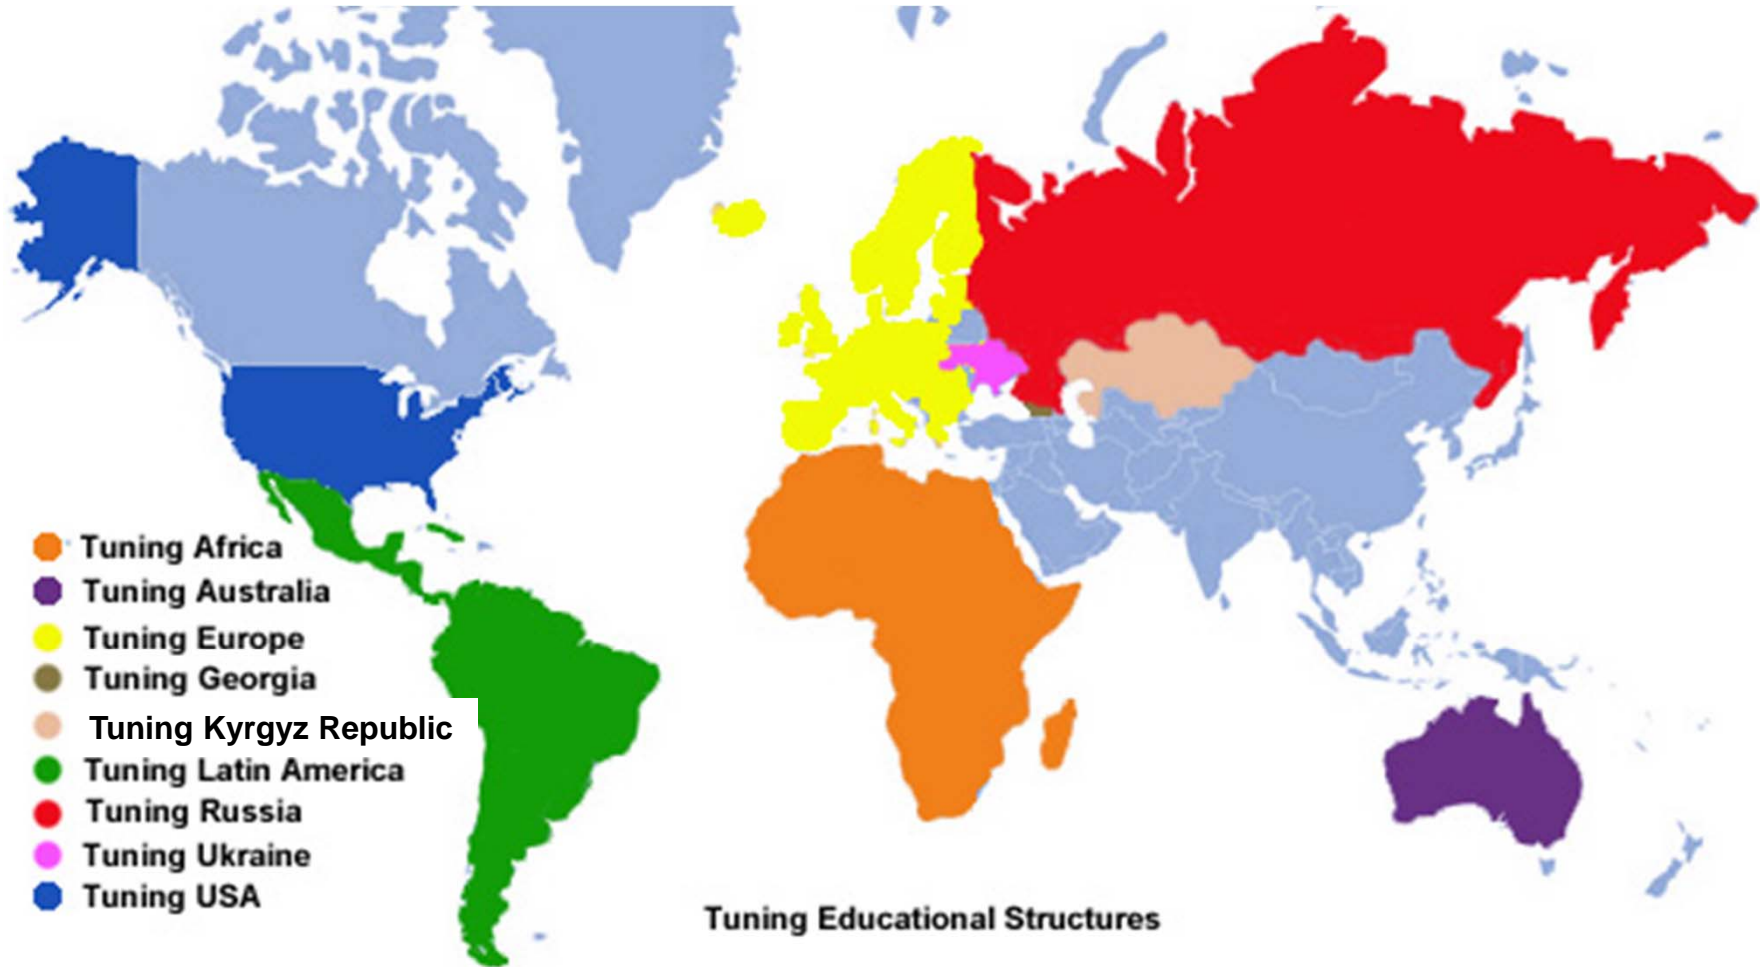 Tuning Africa
Tuning Australia
Tuning Europe
Tuning Georgia
Tuning Kyrgyz Republic
Tuning Latin America
Tuning Russia
Tuning Ukraine
Tuning USA
Tuning Educational Structures